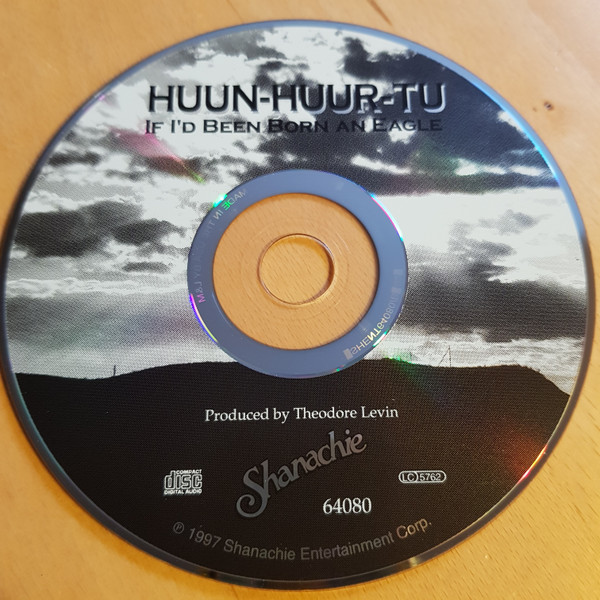 HUUN-HUUR-TU
IF I'D BEEN BORN AN EAGLE
Produced by Theodore Levin
Shanachie
COMPACT
disc
DIGITAL AUDIO
LC 5762
64080
℗ 1997 Shanachie Entertainment Corp.